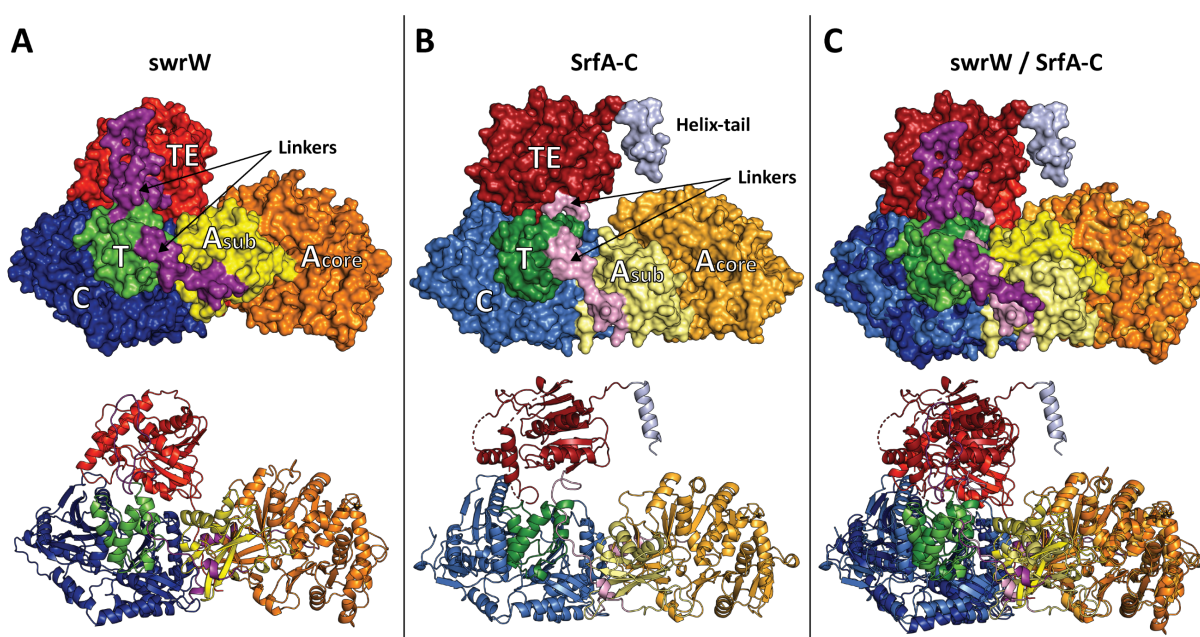 A
swrW
TE
Linkers
T
Asub
Acore
C
B
SrfA-C
Helix-tail
TE
Linkers
T
Asub
Acore
C
C
swrW / SrfA-C